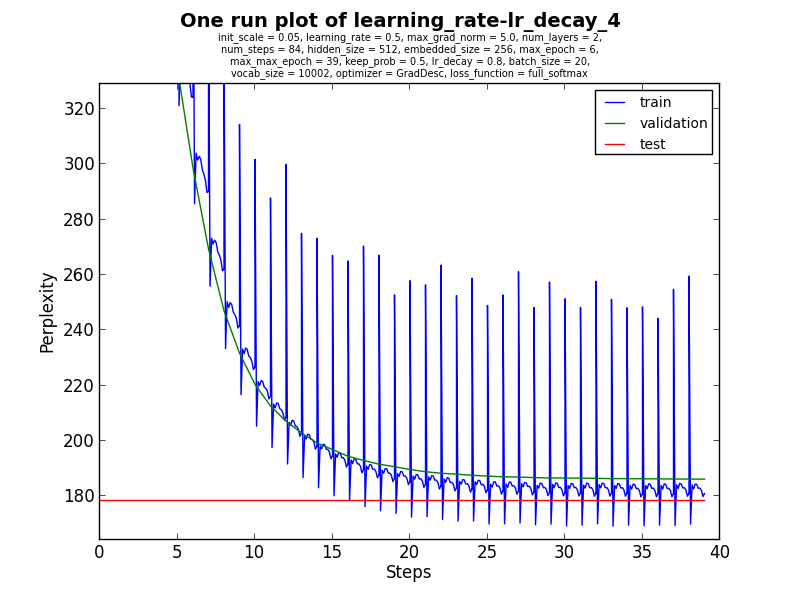 One run plot of learning_rate-lr_decay_4
init_scale = 0.05, learning_rate = 0.5, max_grad_norm = 5.0, num_layers = 2,
num_steps = 84, hidden_size = 512, embedded_size = 256, max_epoch = 6,
max_max_epoch = 39, keep_prob = 0.5, lr_decay = 0.8, batch_size = 20,
vocab_size = 10002, optimizer = GradDesc, loss_function = full_softmax
train
validation
test
Perplexity
320
300
280
260
240
220
200
180
0 5 10 15 20 25 30 35 40
Steps